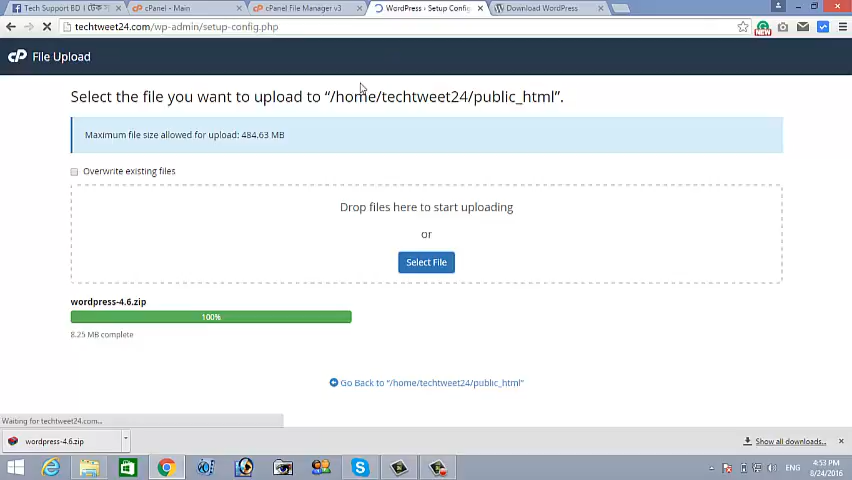 Tech Support BD | (টেক
cPanel - Main
cPanel File Manager v3
WordPress › Setup Config
Download WordPress
techtweet24.com/wp-admin/setup-config.php
NEW
cP File Upload
Select the file you want to upload to “/home/techtweet24/public_html”.
Maximum file size allowed for upload: 484.63 MB
Overwrite existing files
Drop files here to start uploading
or
Select File
wordpress-4.6.zip
100%
8.25 MB complete
Go Back to “/home/techtweet24/public_html”
Waiting for techtweet24.com...
wordpress-4.6.zip
Show all downloads...
ENG
4:53 PM
8/24/2016